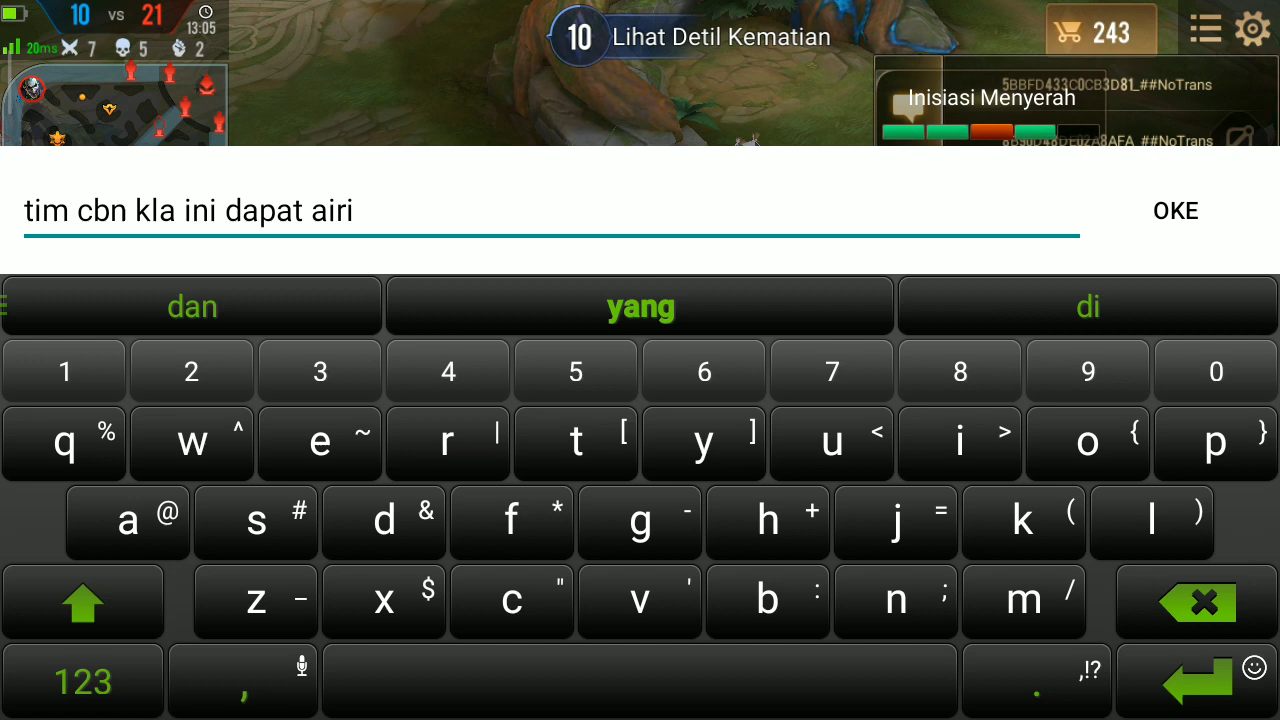 10 vs 21
13:05
20ms 7 5 2
10 Lihat Detil Kematian
243
5BBFD433C0CB3D81_##NoTrans
Inisiasi Menyerah
8B90D48DE02A8AFA_##NoTrans
tim cbn kla ini dapat airi
OKE
dan yang di
1 2 3 4 5 6 7 8 9 0
q % w ^ e ~ r | t [ y ] u < i > o { p }
a @ s # d & f * g - h + j = k ( l )
z _ x $ c " v ' b : n ; m /
123 , . ,!?